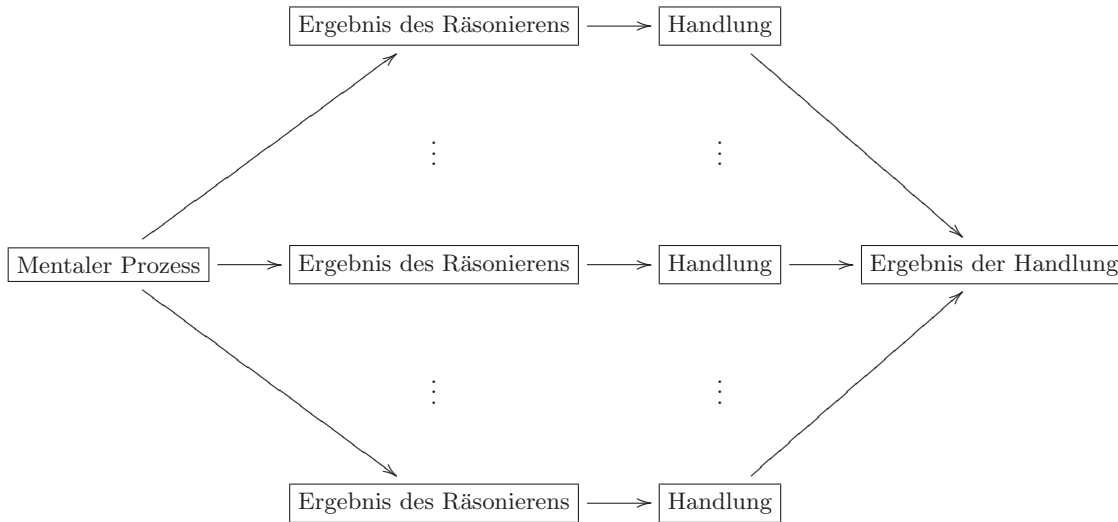 Ergebnis des Räsonierens Handlung
⋮ ⋮
Mentaler Prozess Ergebnis des Räsonierens Handlung Ergebnis der Handlung
⋮ ⋮
Ergebnis des Räsonierens Handlung